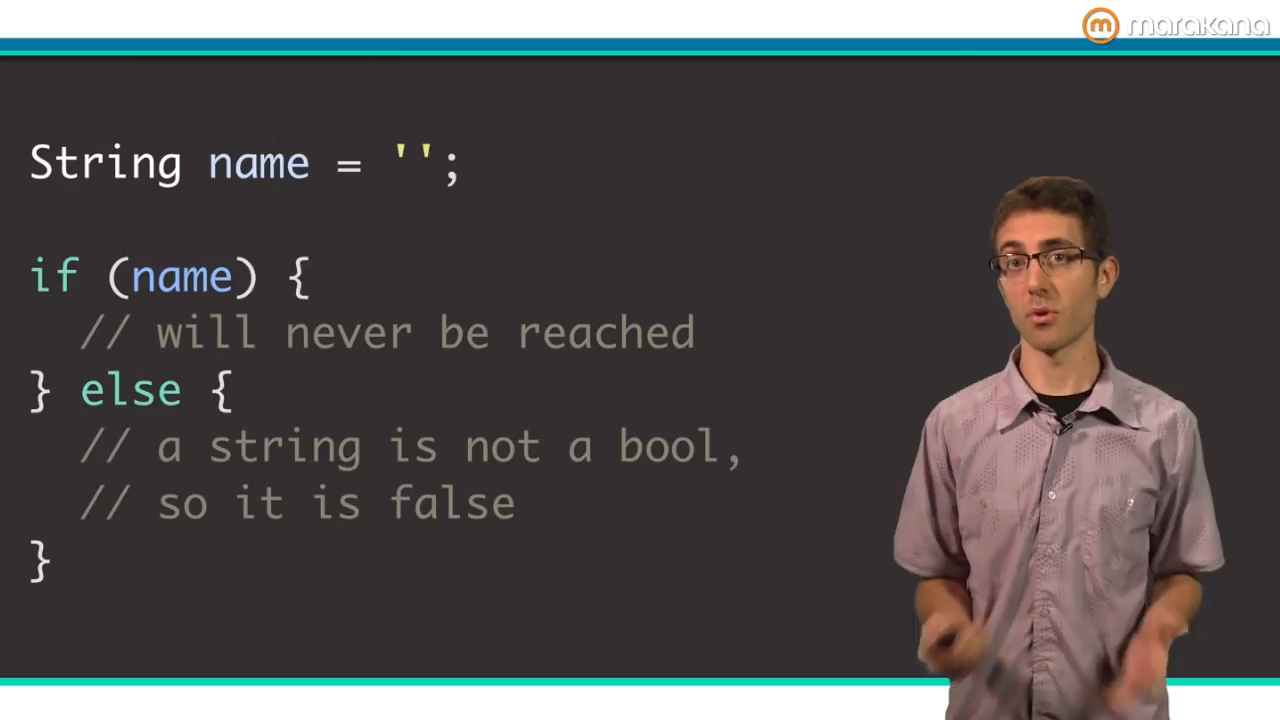 marakana
String name = '';
if (name) {
// will never be reached
} else {
// a string is not a bool,
// so it is false
}